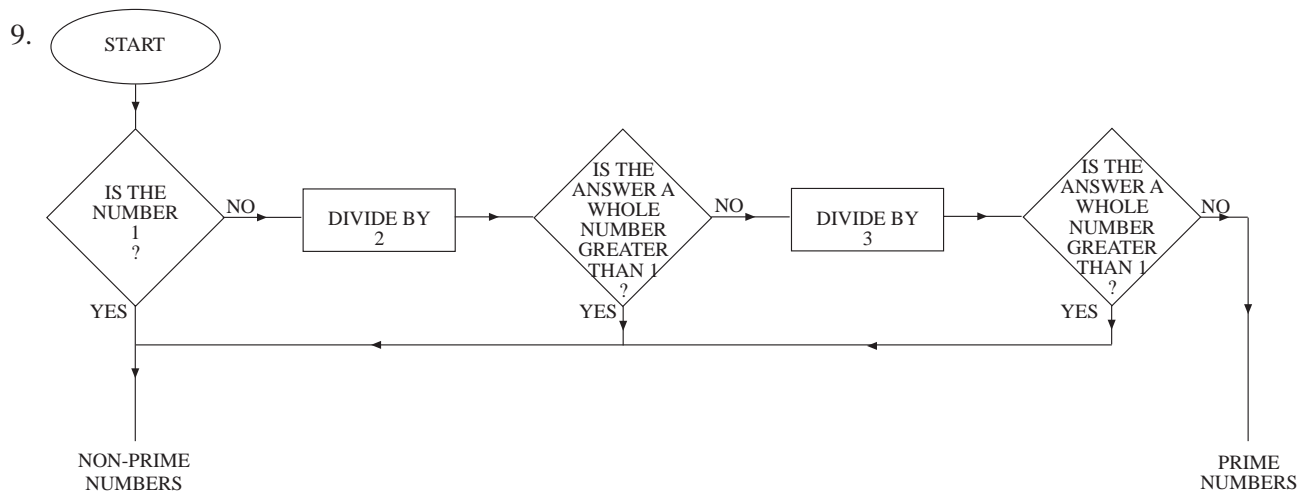 9.
START
IS THE
NUMBER
1
?
NO
YES
DIVIDE BY
2
IS THE
ANSWER A
WHOLE
NUMBER
GREATER
THAN 1
?
NO
YES
DIVIDE BY
3
IS THE
ANSWER A
WHOLE
NUMBER
GREATER
THAN 1
?
NO
YES
NON-PRIME
NUMBERS
PRIME
NUMBERS